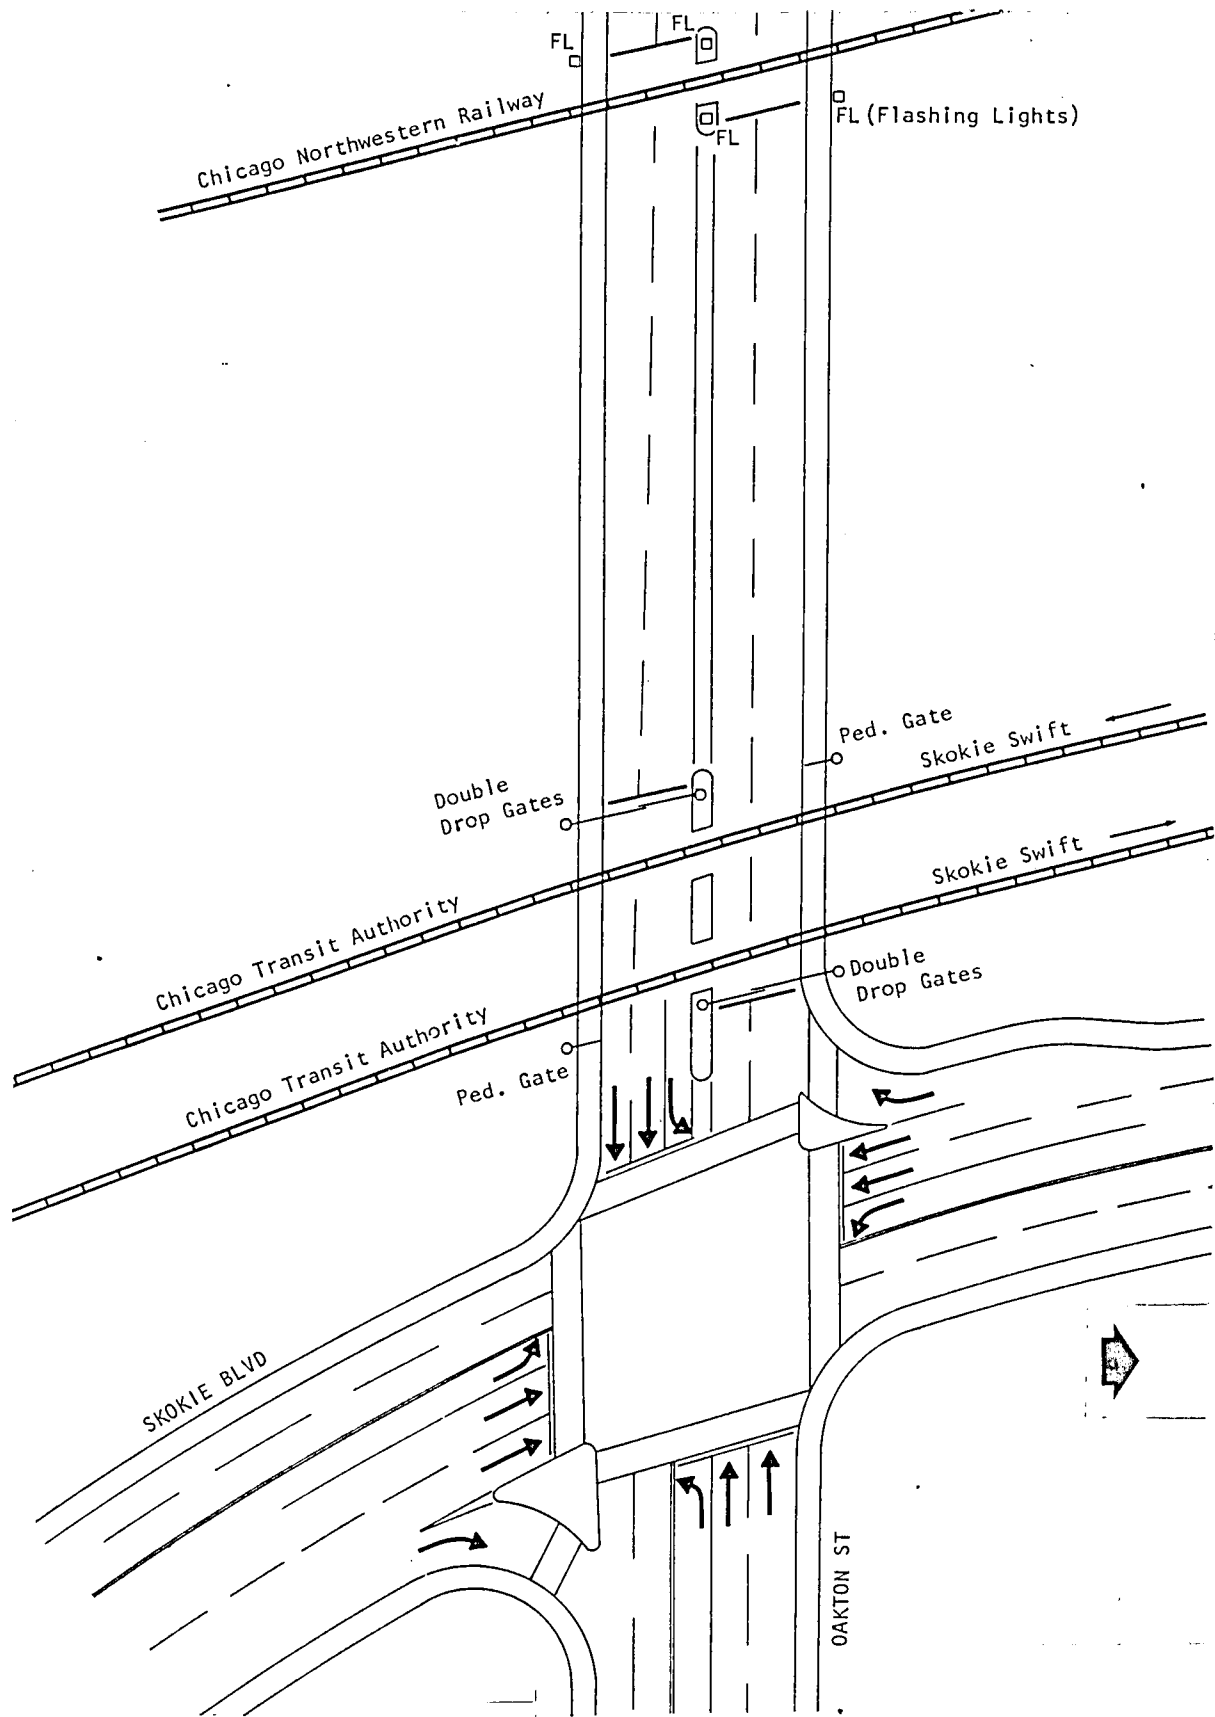 FL
FL
Chicago Northwestern Railway
FL (Flashing Lights)
FL
Ped. Gate
Skokie Swift
Double
Drop Gates
Skokie Swift
Chicago Transit Authority
Double
Drop Gates
Chicago Transit Authority
Ped. Gate
SKOKIE BLVD
OAKTON ST